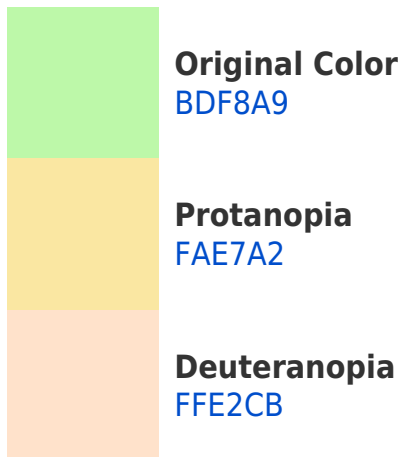 Original Color
BDF8A9
Protanopia
FAE7A2
Deuteranopia
FFE2CB